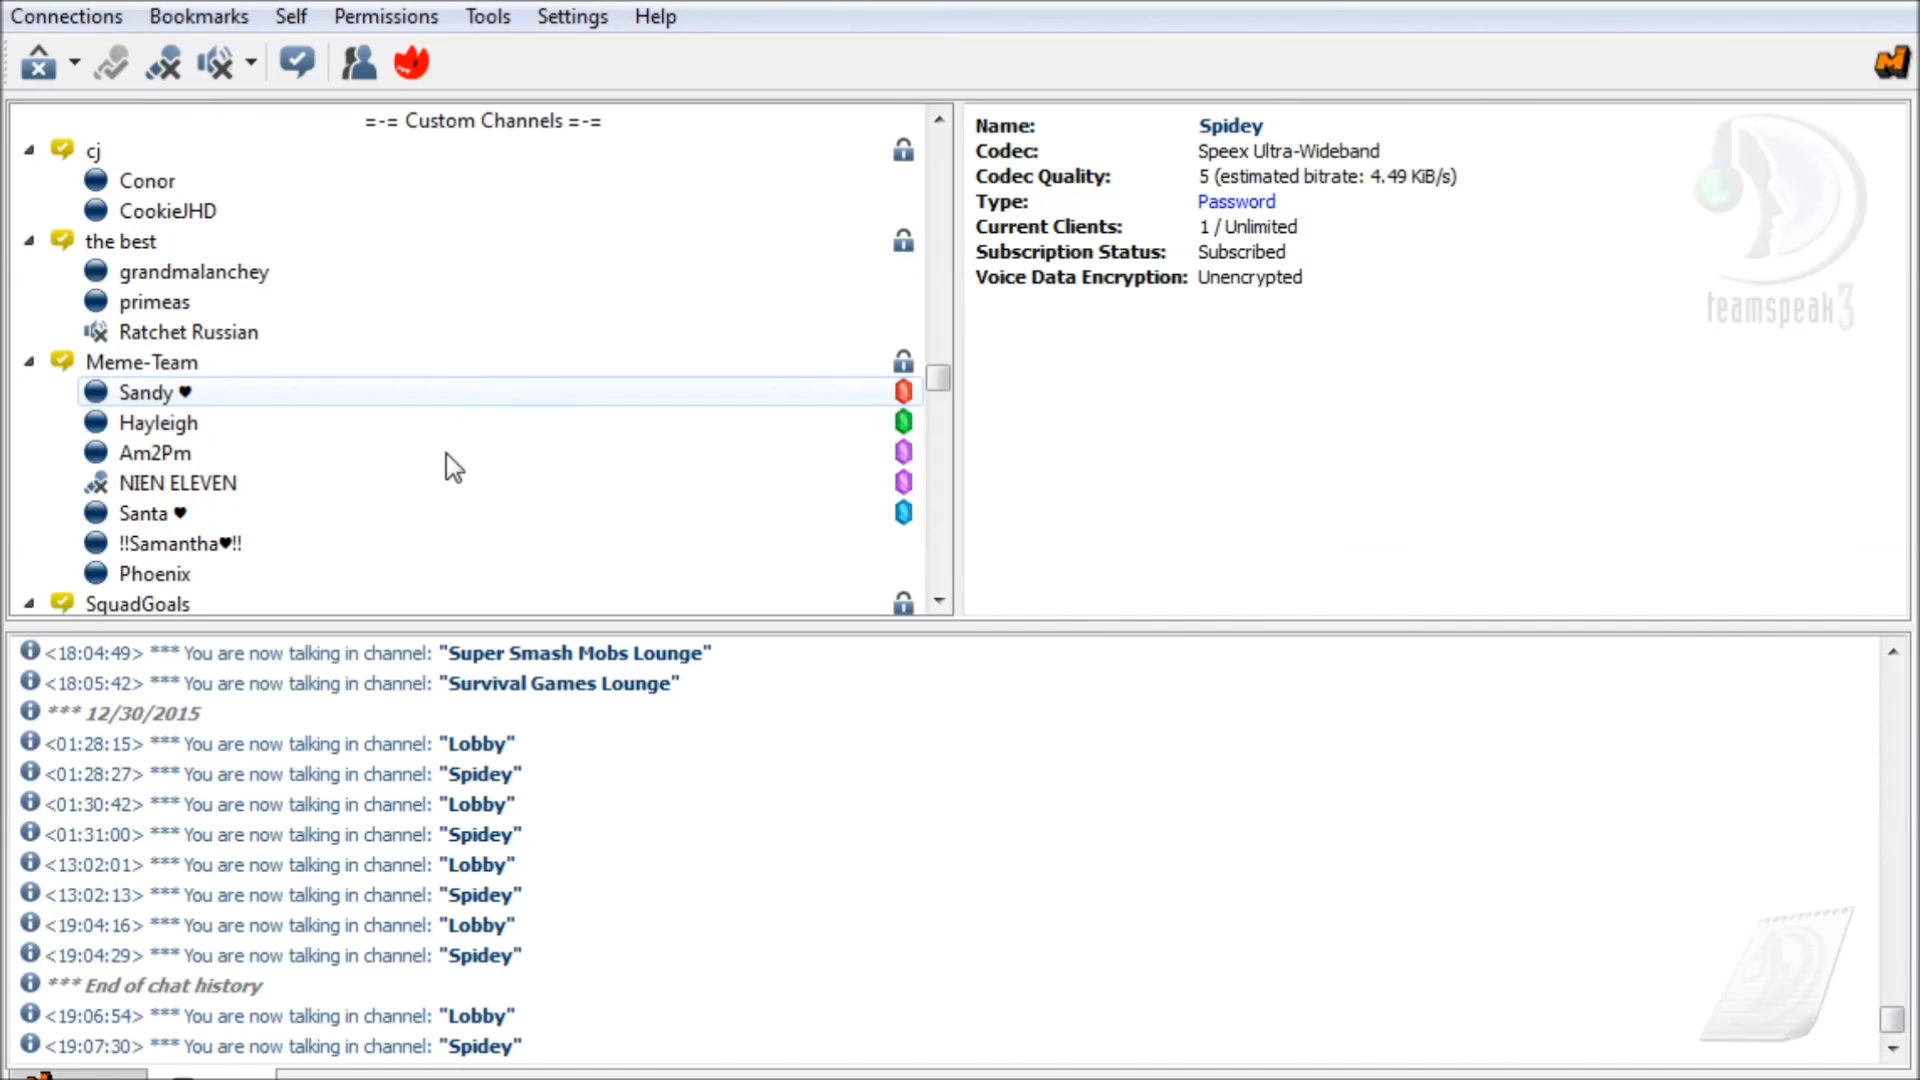 Connections Bookmarks Self Permissions Tools Settings Help
=-= Custom Channels =-=
cj
Conor
CookieJHD
the best
grandmalanchey
primeas
Ratchet Russian
Meme-Team
Sandy ♥
Hayleigh
Am2Pm
NIEN ELEVEN
Santa ♥
!!Samantha♥!!
Phoenix
SquadGoals
Name: Spidey
Codec: Speex Ultra-Wideband
Codec Quality: 5 (estimated bitrate: 4.49 KiB/s)
Type: Password
Current Clients: 1 / Unlimited
Subscription Status: Subscribed
Voice Data Encryption: Unencrypted
teamspeak 3
<18:04:49> *** You are now talking in channel: "Super Smash Mobs Lounge"
<18:05:42> *** You are now talking in channel: "Survival Games Lounge"
*** 12/30/2015
<01:28:15> *** You are now talking in channel: "Lobby"
<01:28:27> *** You are now talking in channel: "Spidey"
<01:30:42> *** You are now talking in channel: "Lobby"
<01:31:00> *** You are now talking in channel: "Spidey"
<13:02:01> *** You are now talking in channel: "Lobby"
<13:02:13> *** You are now talking in channel: "Spidey"
<19:04:16> *** You are now talking in channel: "Lobby"
<19:04:29> *** You are now talking in channel: "Spidey"
*** End of chat history
<19:06:54> *** You are now talking in channel: "Lobby"
<19:07:30> *** You are now talking in channel: "Spidey"